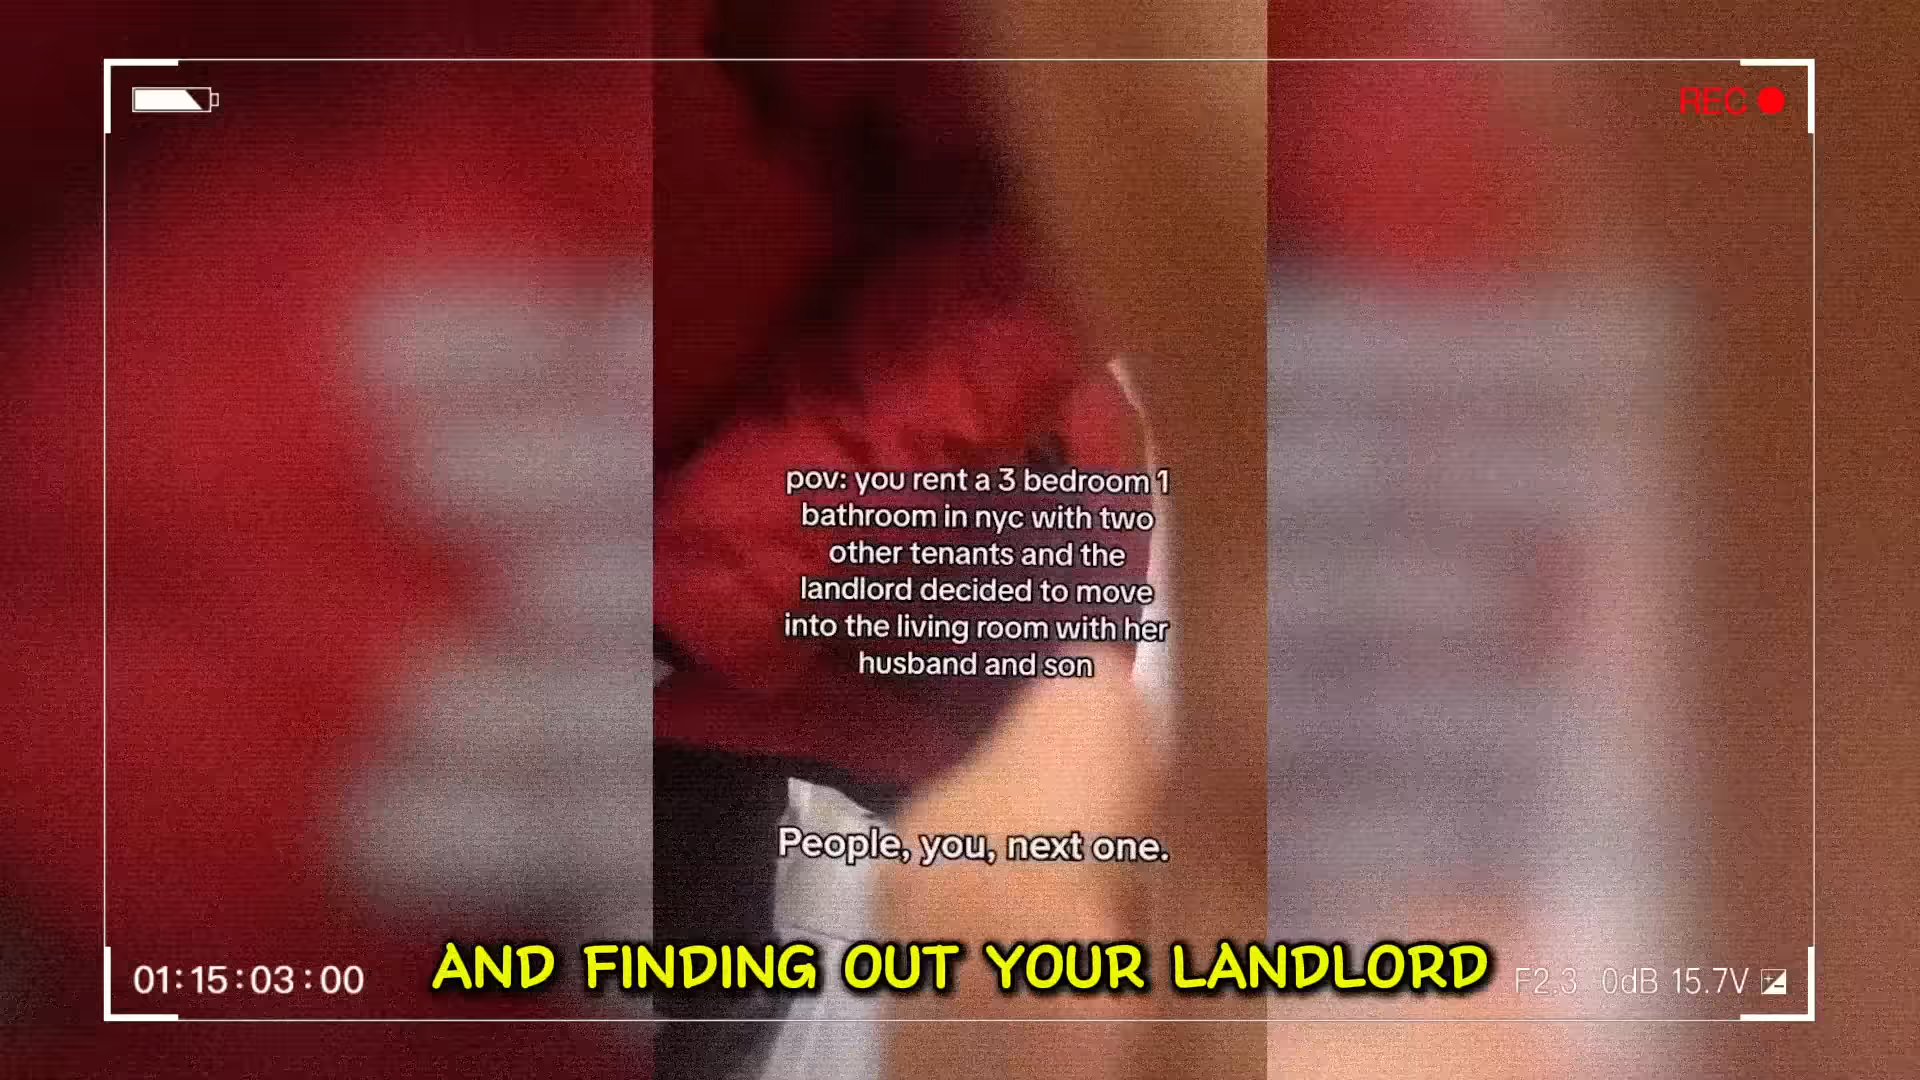 REC
pov: you rent a 3 bedroom 1
bathroom in nyc with two
other tenants and the
landlord decided to move
into the living room with her
husband and son
People, you, next one.
AND FINDING OUT YOUR LANDLORD
01:15:03:00
F2.3 0dB 15.7V